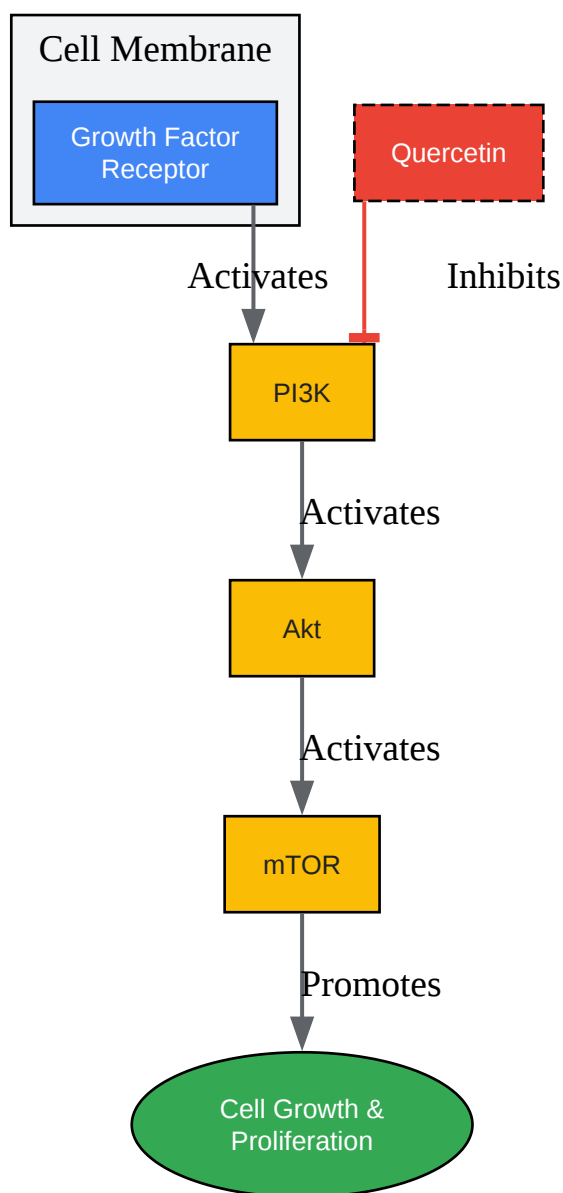 Cell Membrane
Growth Factor
Receptor
Quercetin
Activates
Inhibits
PI3K
Activates
Akt
Activates
mTOR
Promotes
Cell Growth &
Proliferation